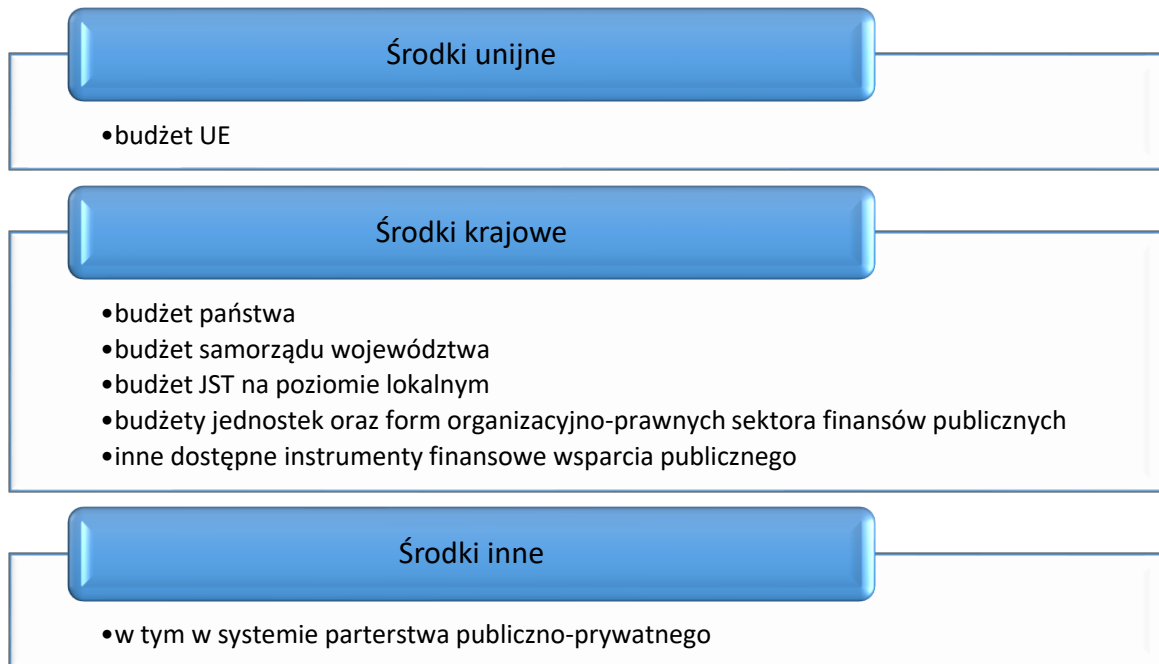 Środki unijne
•budżet UE
Środki krajowe
•budżet państwa
•budżet samorządu województwa
•budżet JST na poziomie lokalnym
•budżety jednostek oraz form organizacyjno-prawnych sektora finansów publicznych
•inne dostępne instrumenty finansowe wsparcia publicznego
Środki inne
•w tym w systemie parterstwa publiczno-prywatnego